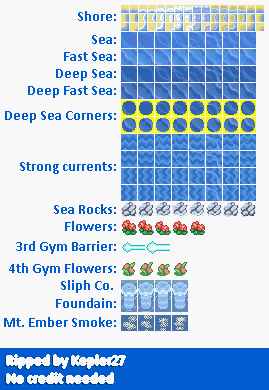 Shore:
Sea:
Fast Sea:
Deep Sea:
Deep Fast Sea:
Deep Sea Corners:
Strong currents:
Sea Rocks:
Flowers:
3rd Gym Barrier:
4th Gym Flowers:
Sliph Co.
Foundain:
Mt. Ember Smoke:
Ripped by Kepler27
No credit needed